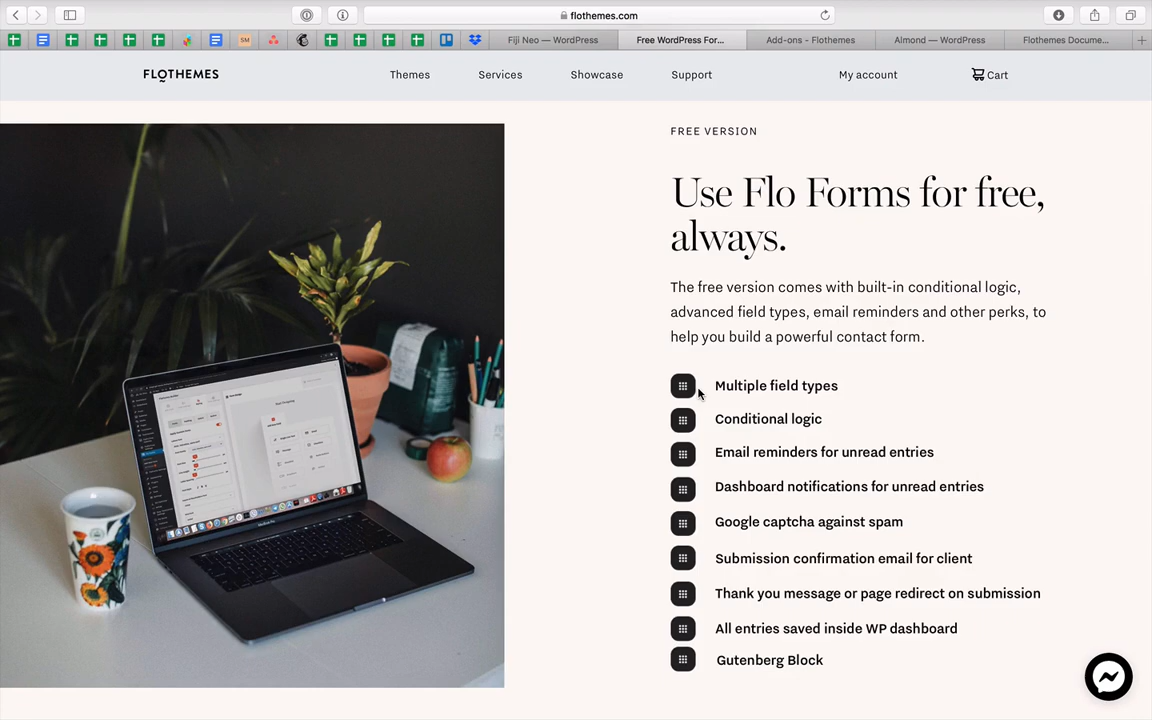 flothemes.com
SM
Fiji Neo — WordPress
Free WordPress For...
Add-ons - Flothemes
Almond — WordPress
Flothemes Docume...
FLOTHEMES
Themes
Services
Showcase
Support
My account
Cart
FREE VERSION
Use Flo Forms for free,
always.
The free version comes with built-in conditional logic,
advanced field types, email reminders and other perks, to
help you build a powerful contact form.
Multiple field types
Conditional logic
Email reminders for unread entries
Dashboard notifications for unread entries
Google captcha against spam
Submission confirmation email for client
Thank you message or page redirect on submission
All entries saved inside WP dashboard
Gutenberg Block